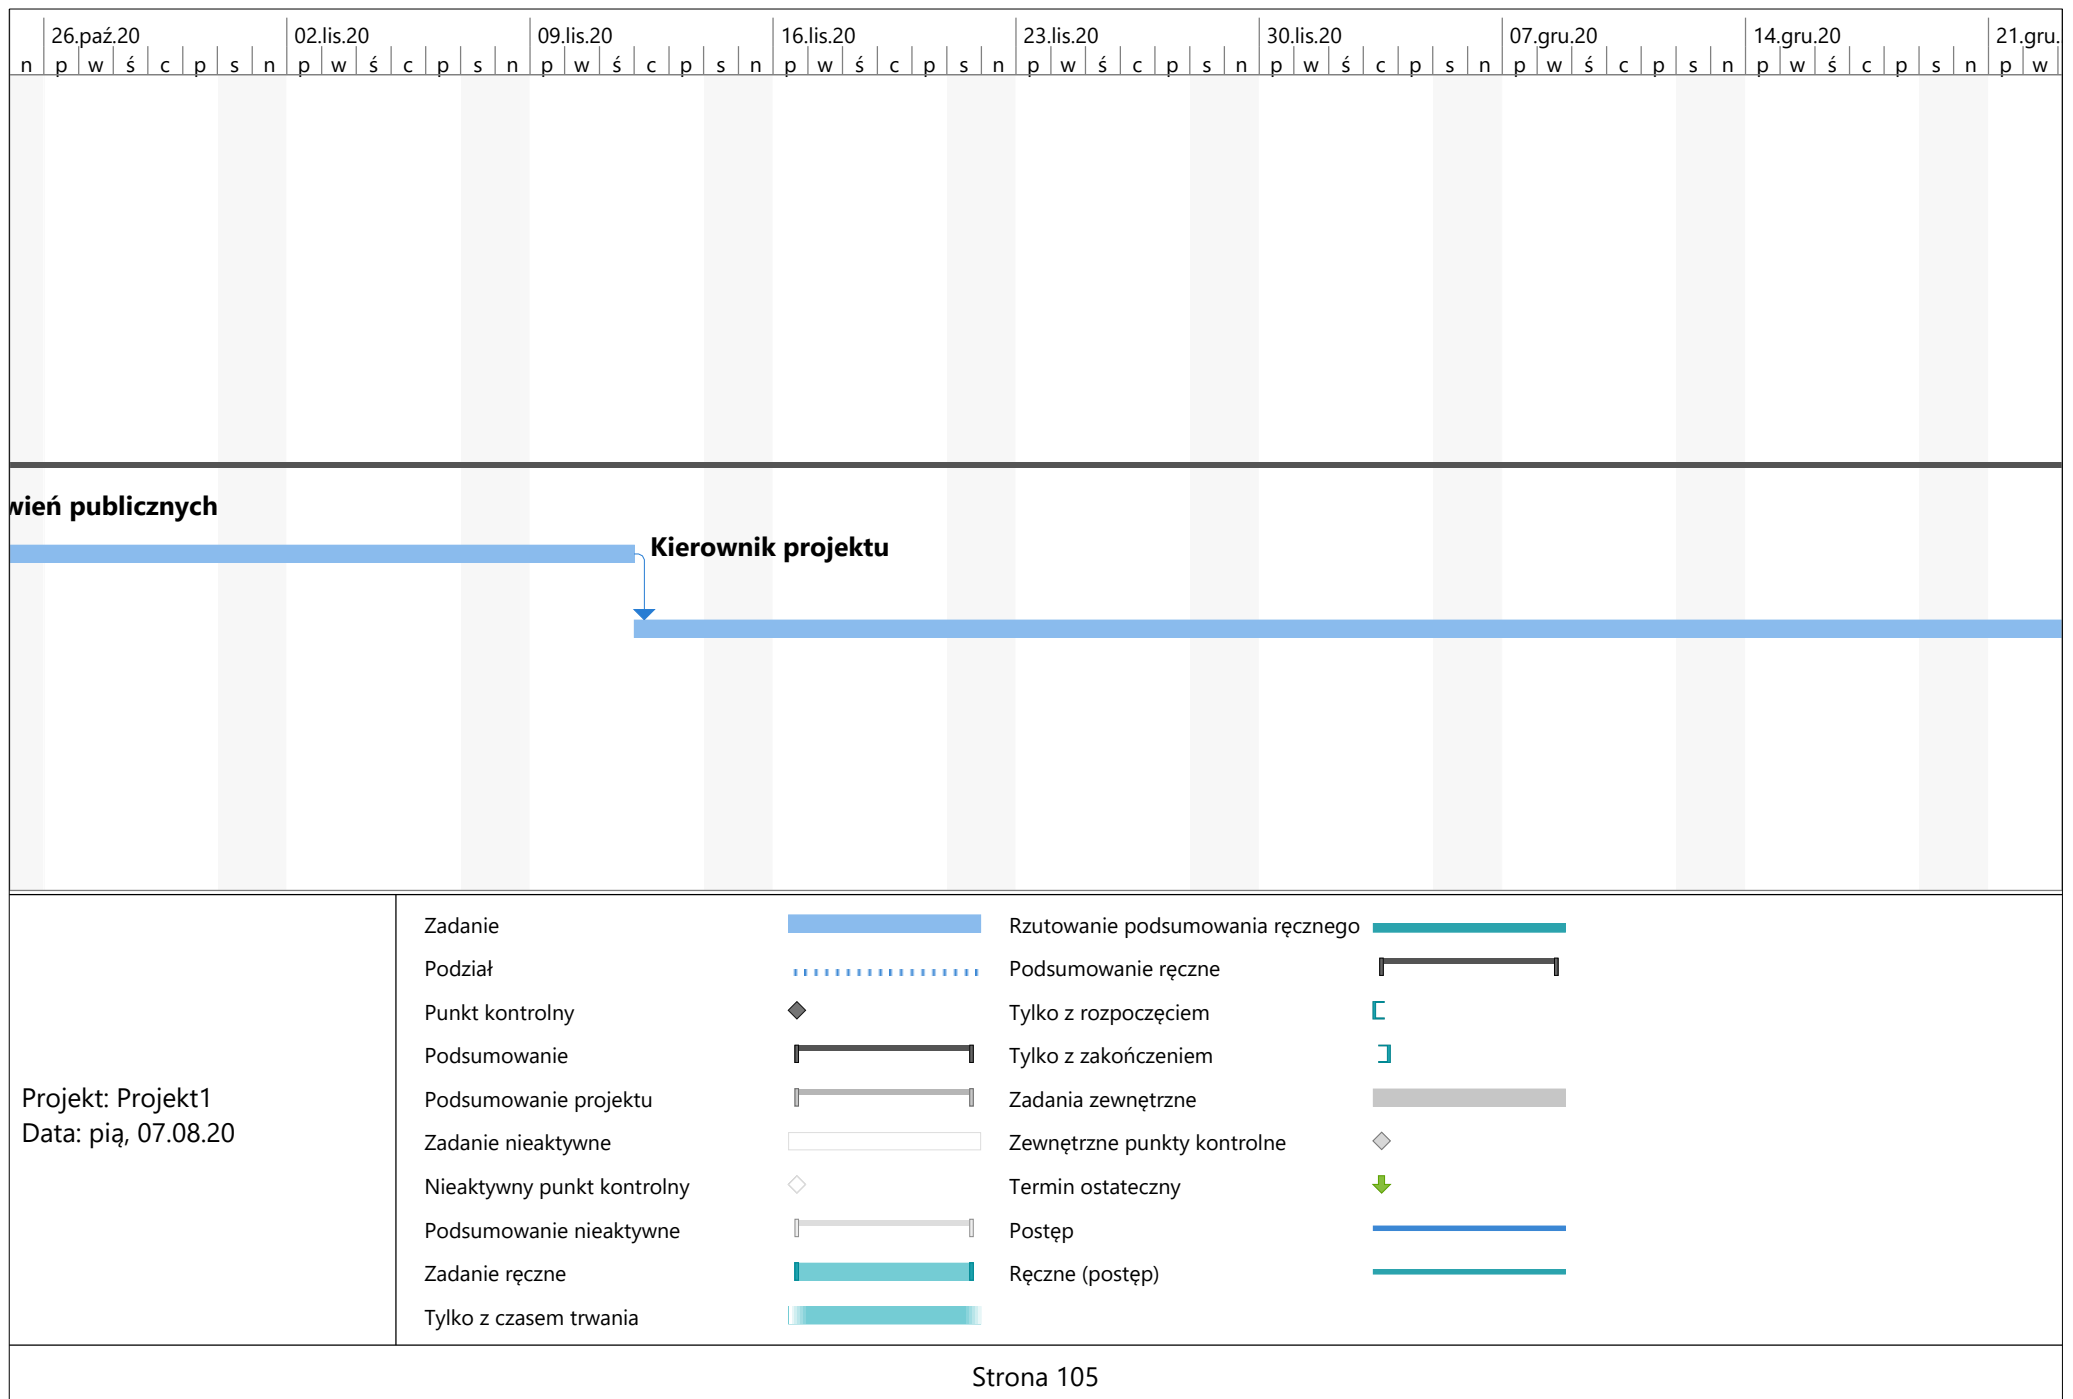 26.paź.20 02.lis.20 09.lis.20 16.lis.20 23.lis.20 30.lis.20 07.gru.20 14.gru.20 21.gru.
n p w ś c p s n p w ś c p s n p w ś c p s n p w ś c p s n p w ś c p s n p w ś c p s n p w ś c p s n p w ś c p s n p w
wień publicznych
Kierownik projektu
Projekt: Projekt1
Data: pią, 07.08.20
Zadanie
Podział
Punkt kontrolny
Podsumowanie
Podsumowanie projektu
Zadanie nieaktywne
Nieaktywny punkt kontrolny
Podsumowanie nieaktywne
Zadanie ręczne
Tylko z czasem trwania
Rzutowanie podsumowania ręcznego
Podsumowanie ręczne
Tylko z rozpoczęciem
Tylko z zakończeniem
Zadania zewnętrzne
Zewnętrzne punkty kontrolne
Termin ostateczny
Postęp
Ręczne (postęp)
Strona 105